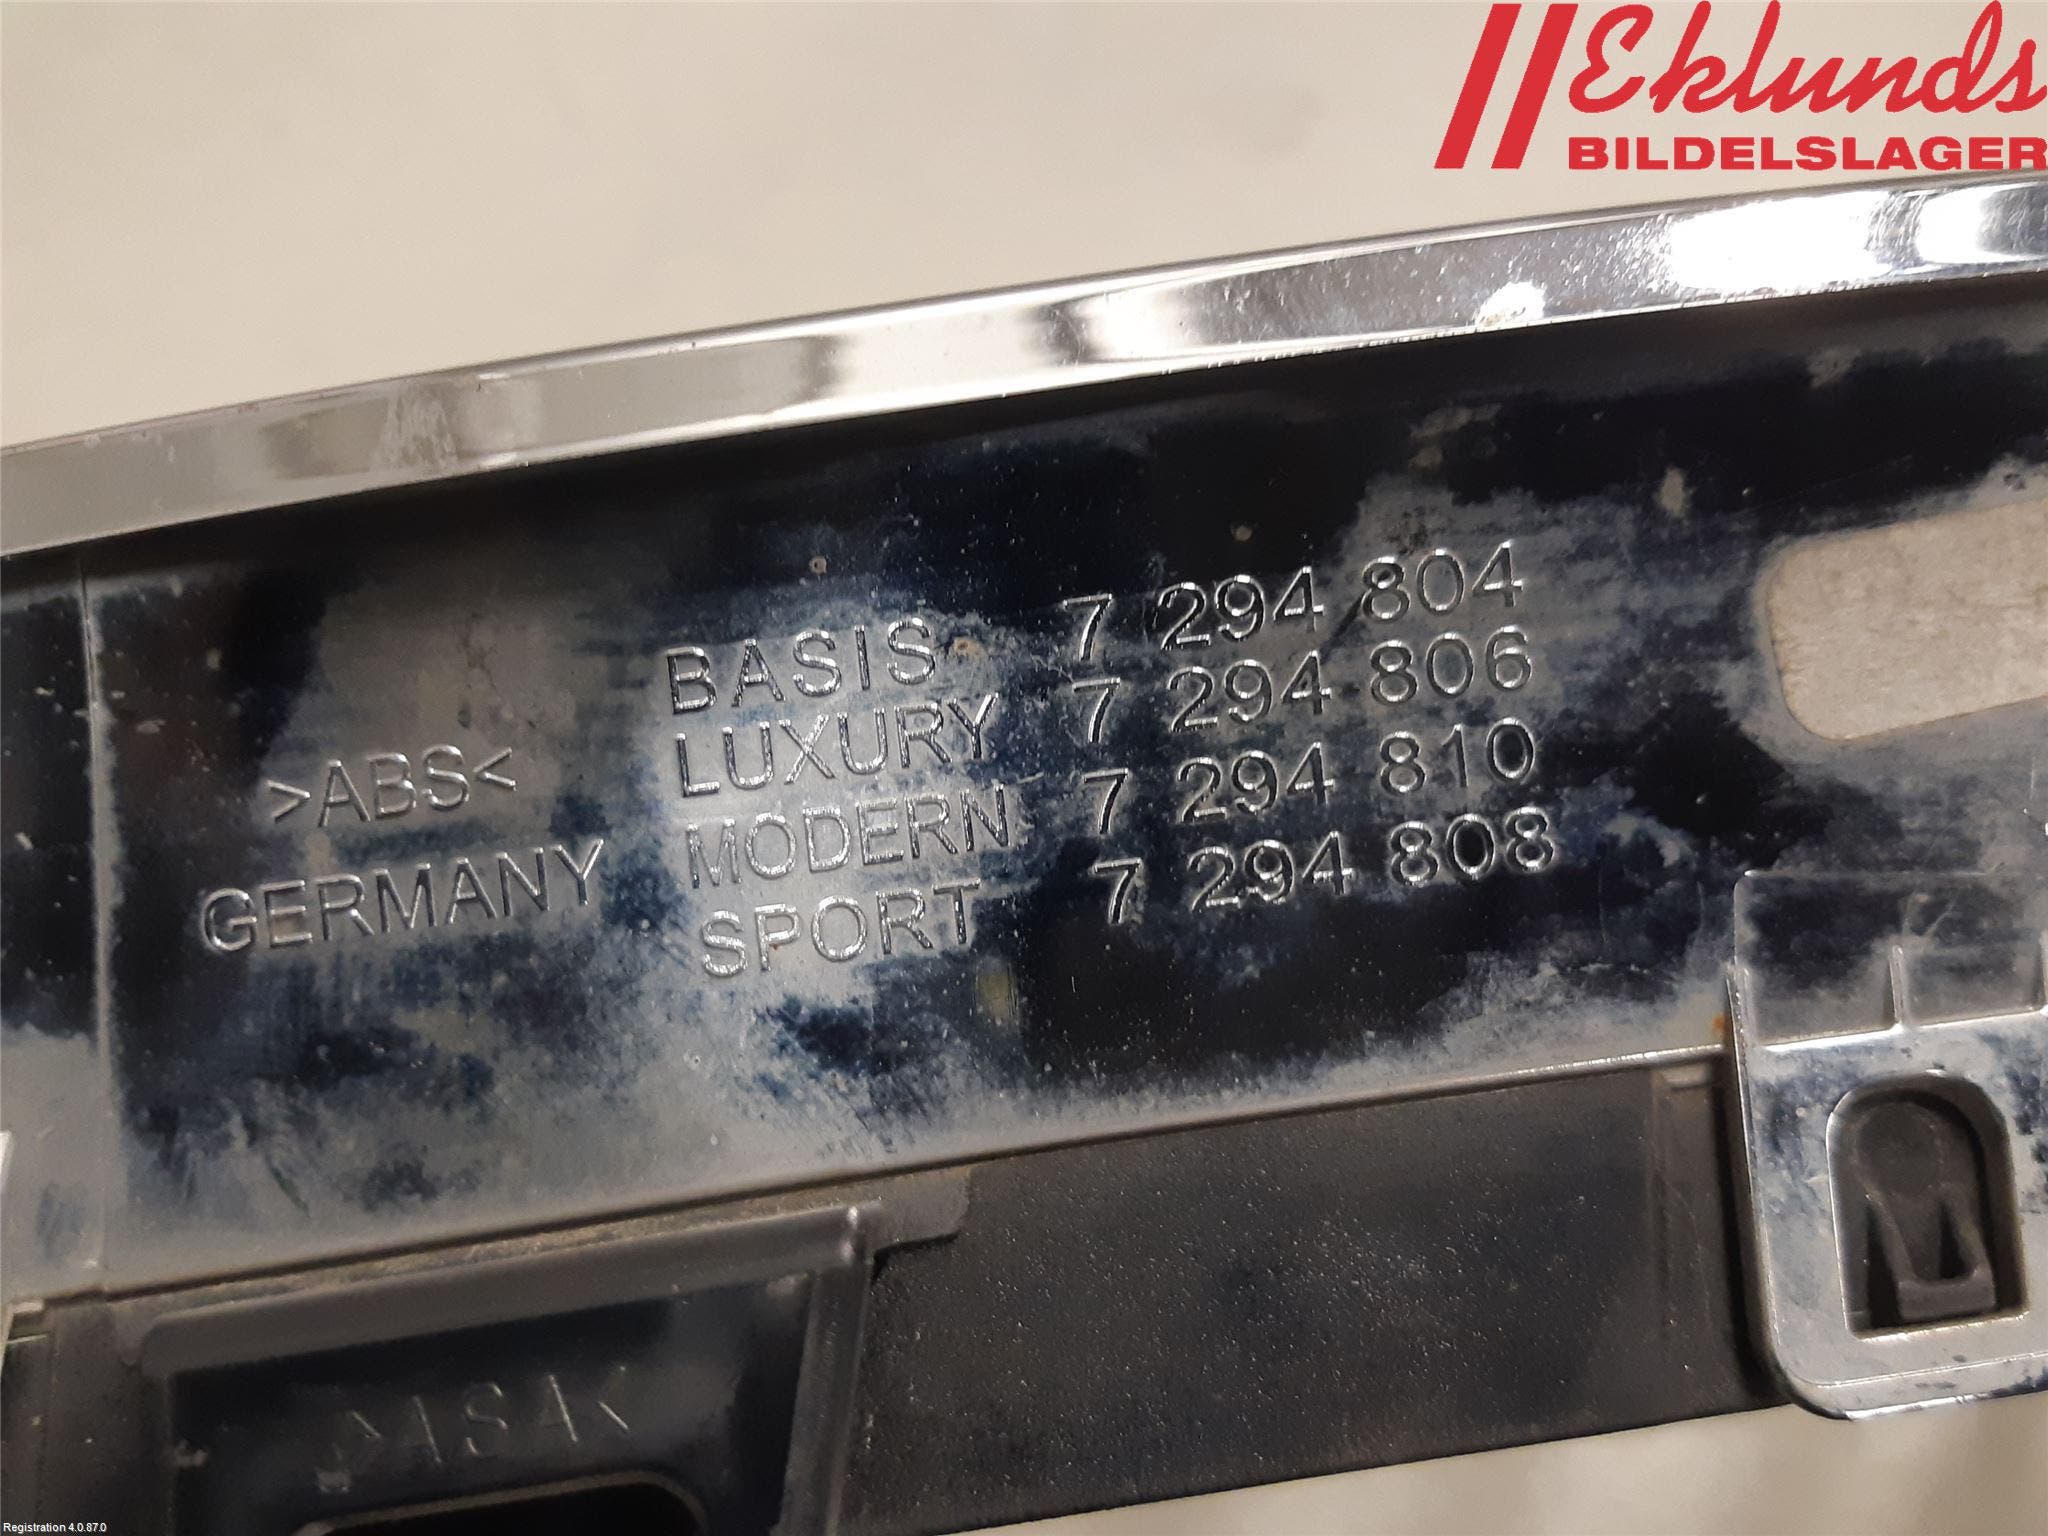 Eklunds
BILDELSLAGER
BASIS 7 294 804
LUXURY 7 294 806
MODERN 7 294 810
SPORT 7 294 808
>ABS<
GERMANY
>ASA<
Registration 4.0.87.0